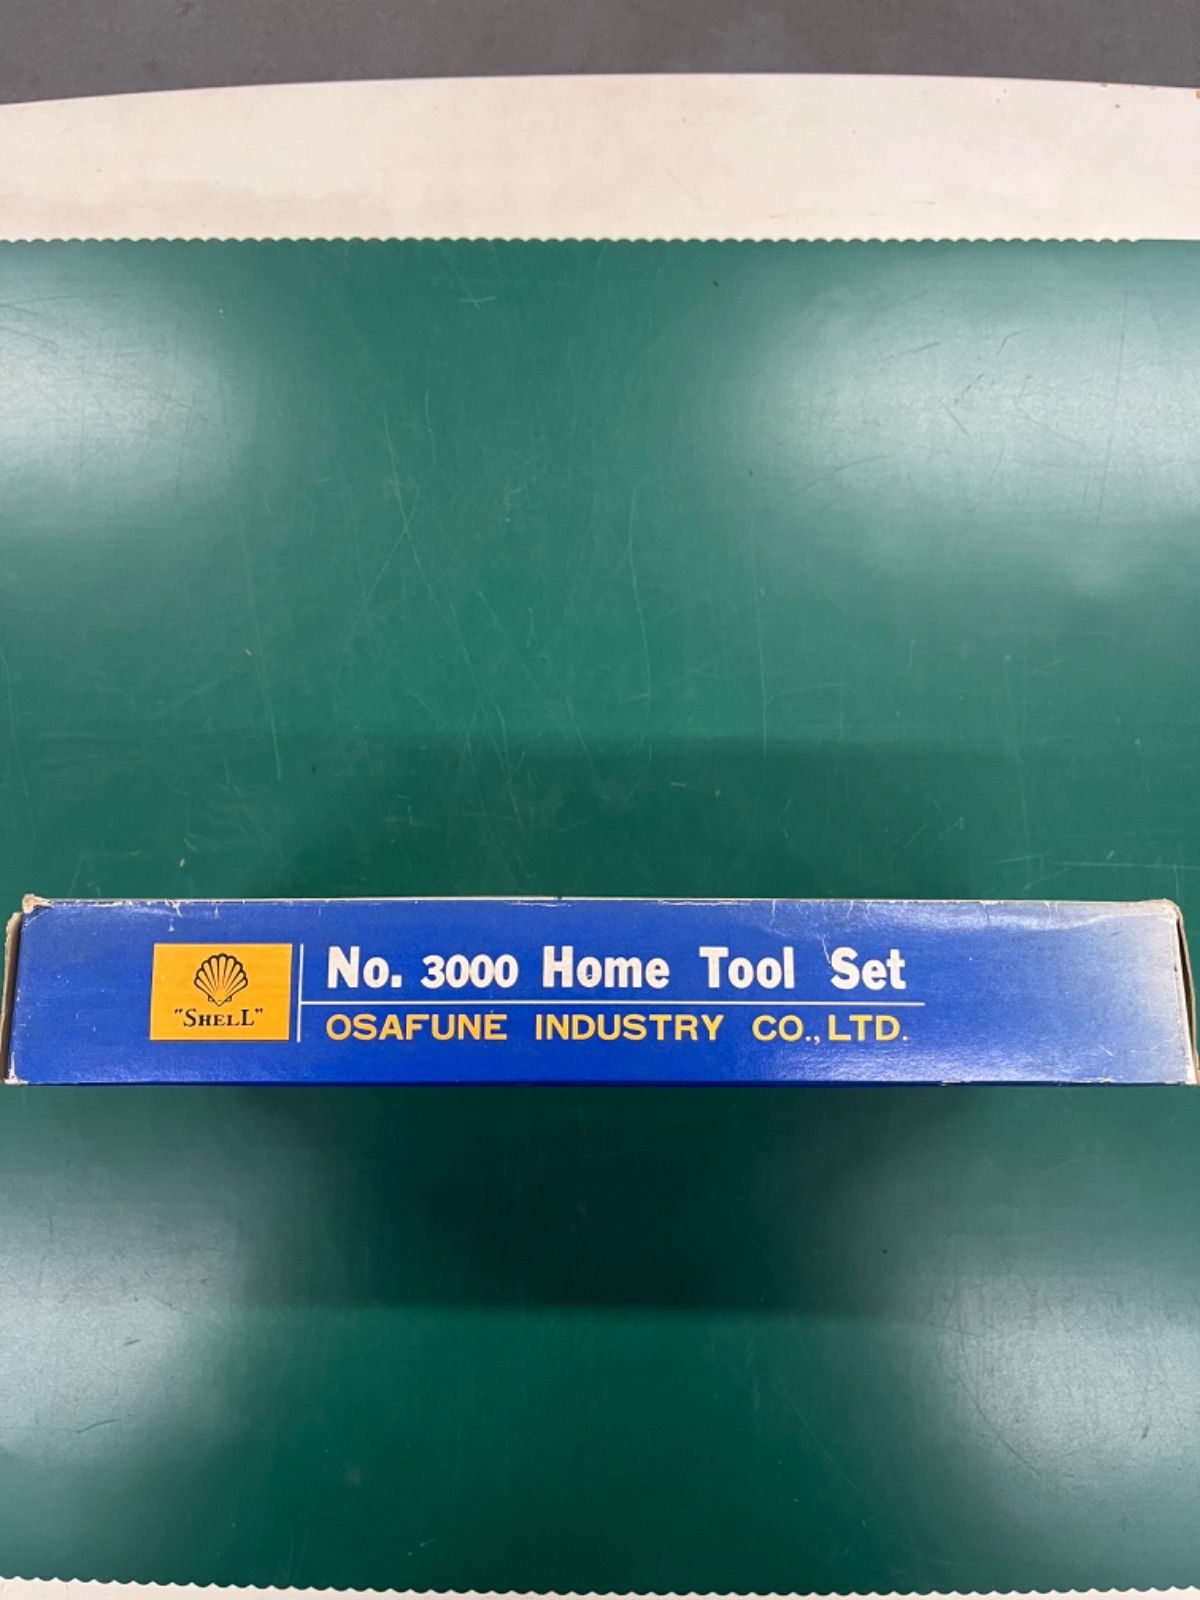 "SHELL"
No. 3000 Home Tool Set
OSAFUNE INDUSTRY CO., LTD.